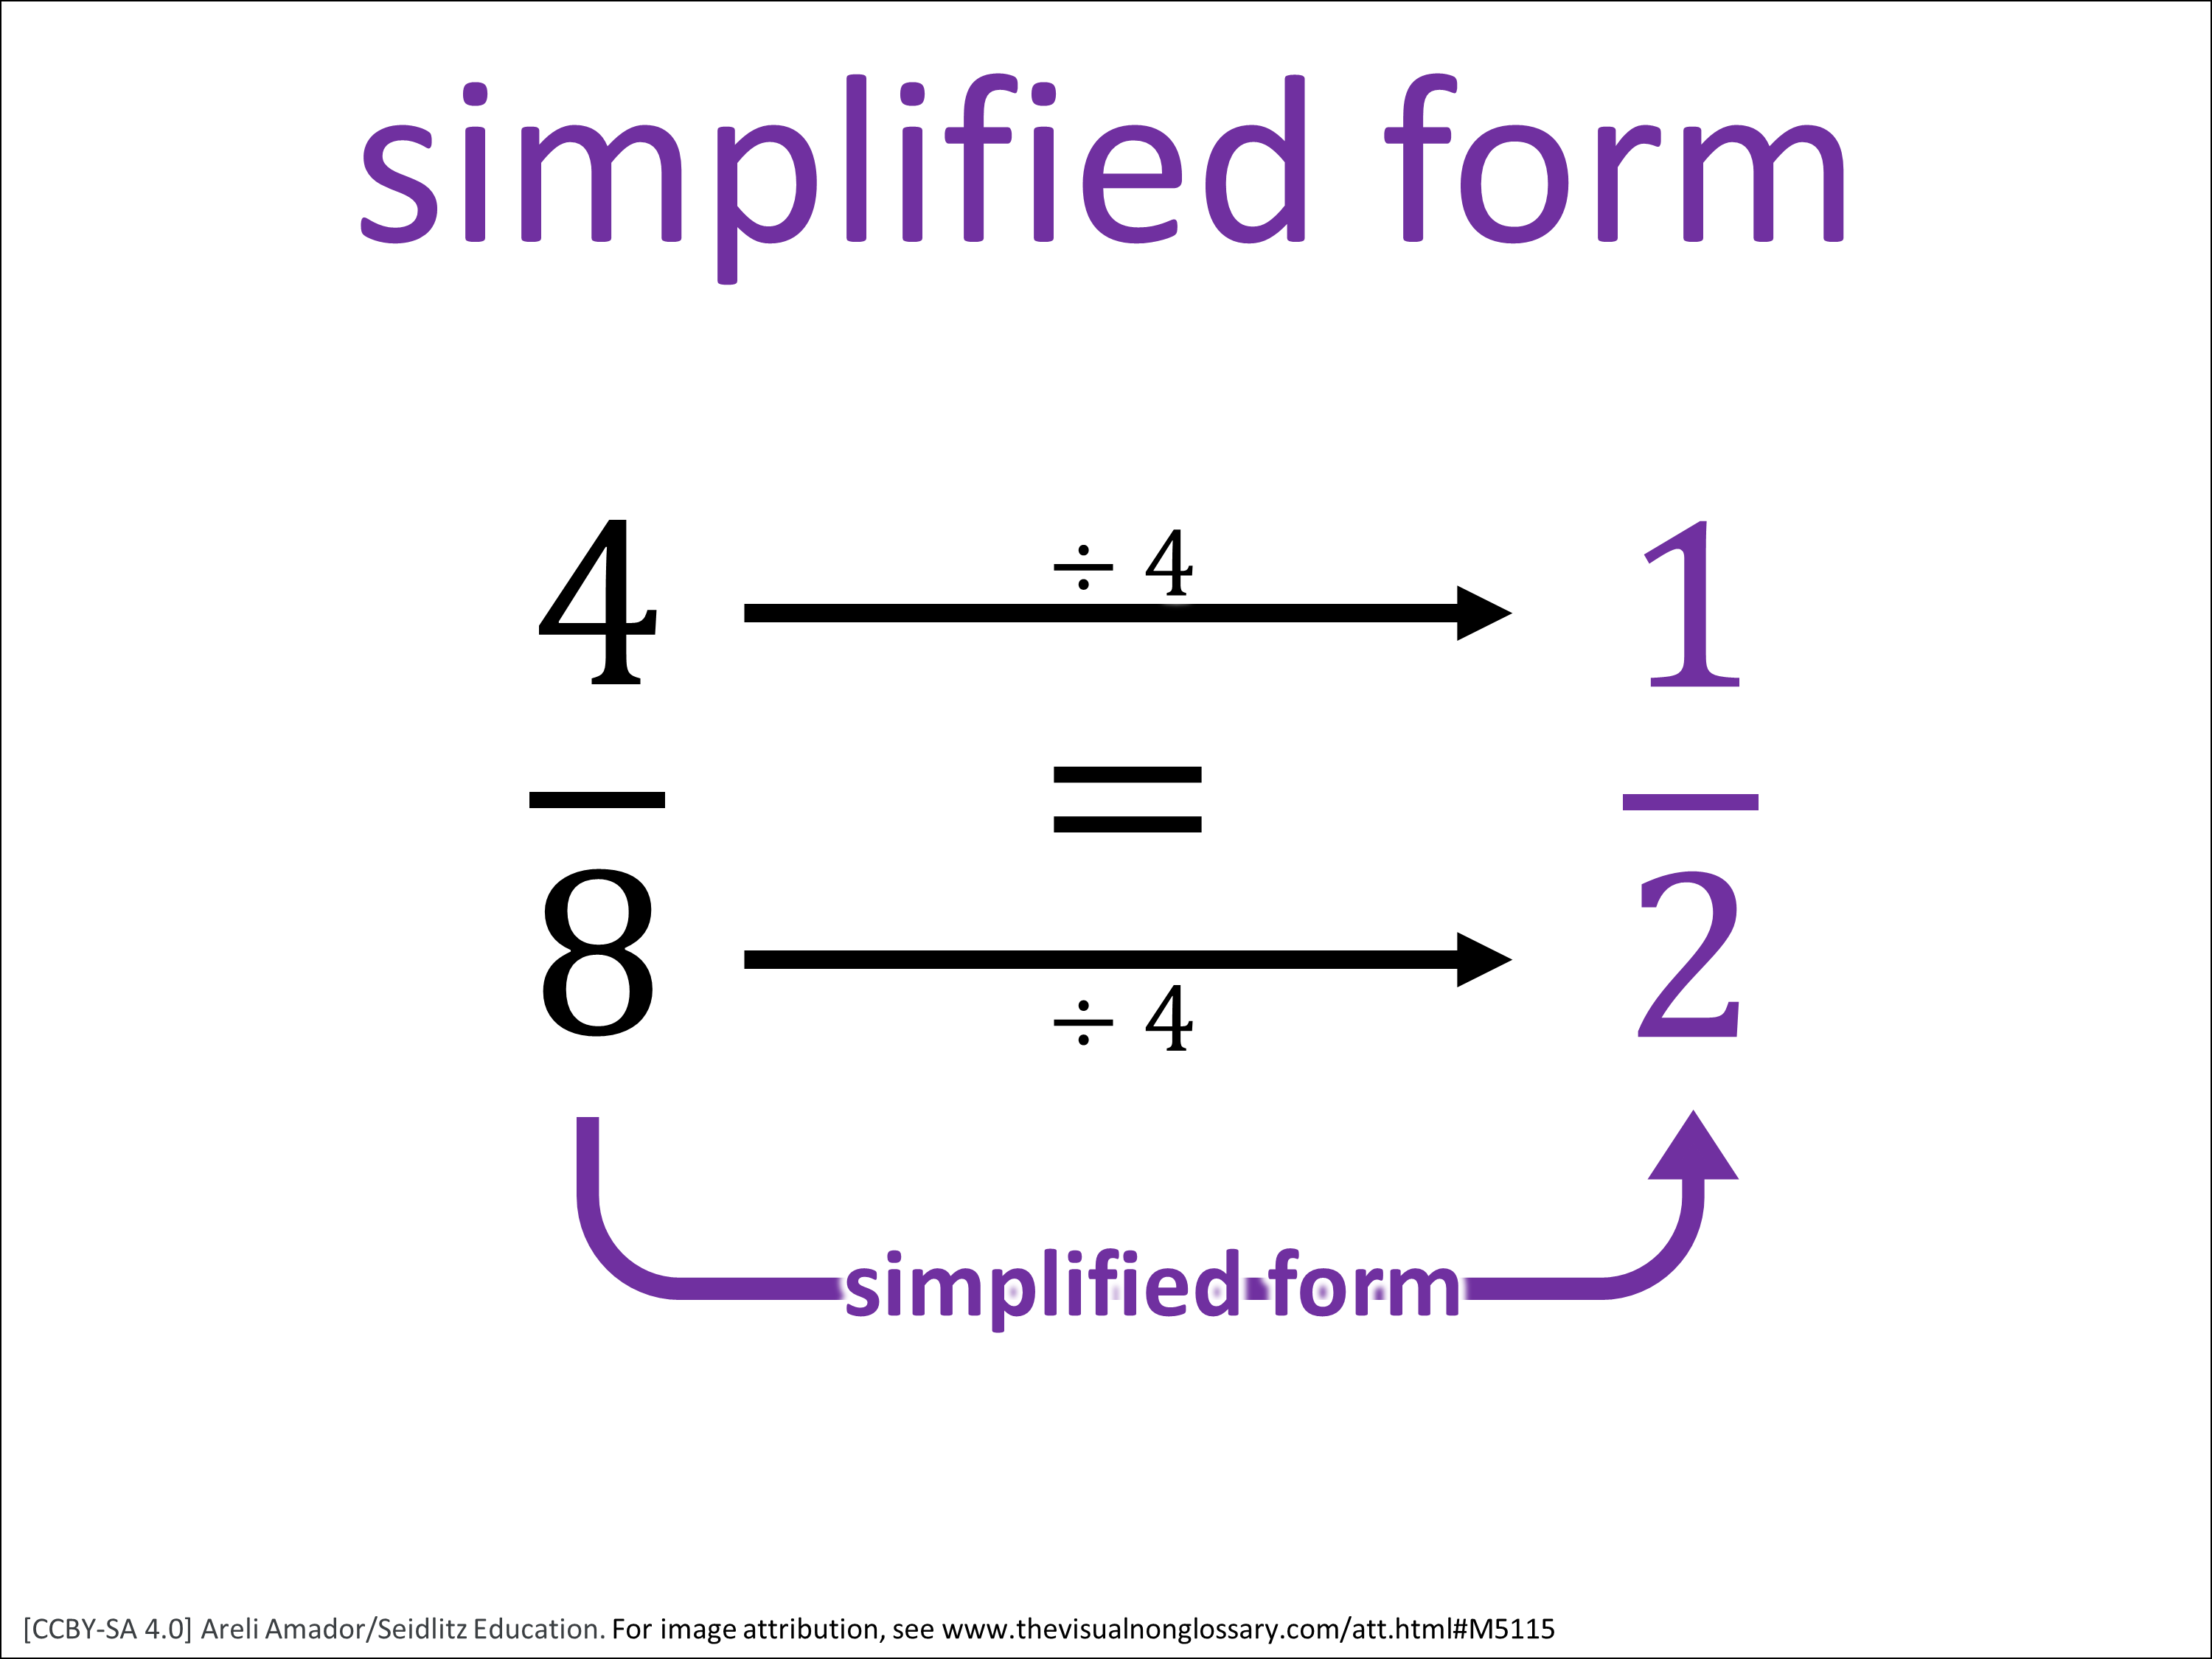 simplified form
4 ÷ 4 1
=
8 ÷ 4 2
simplified form
[CCBY-SA 4.0] Areli Amador/Seidlitz Education. For image attribution, see www.thevisualnonglossary.com/att.html#M5115